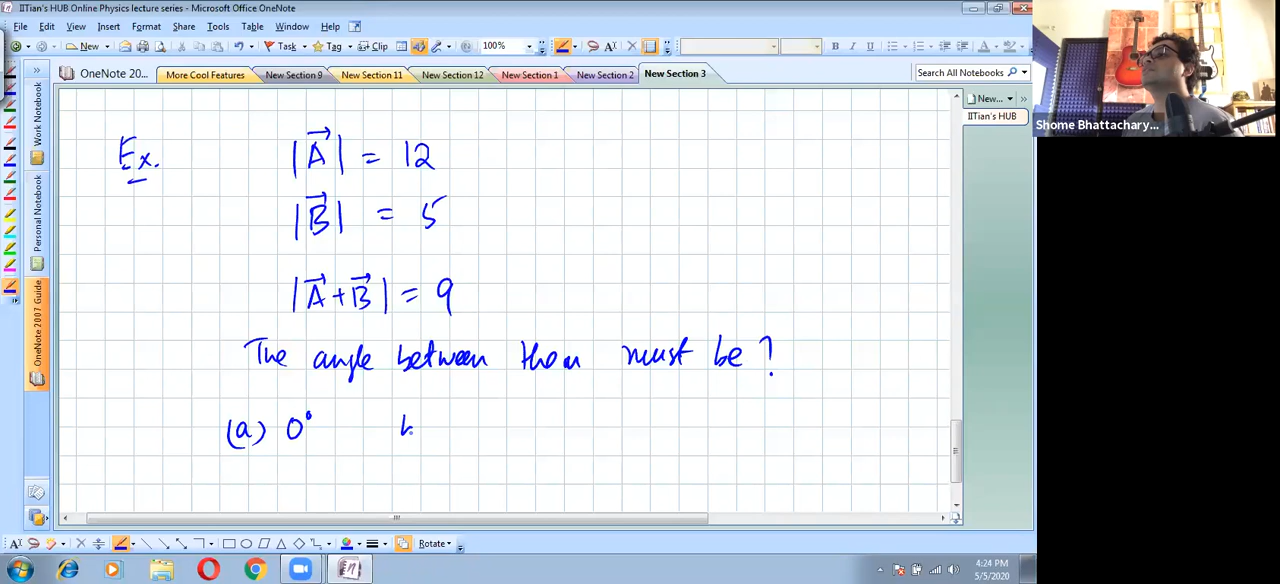 IITian's HUB Online Physics lecture series - Microsoft Office OneNote
File Edit View Insert Format Share Tools Table Window Help
New Task Tag Clip 100%
OneNote 20... More Cool Features New Section 9 New Section 11 New Section 12 New Section 1 New Section 2 New Section 3 Search All Notebooks
New...
IITian's HUB
Work Notebook
Personal Notebook
OneNote 2007 Guide
Shome Bhattachary...
Ex. |A⃗| = 12
|B⃗| = 5
|A⃗+B⃗| = 9
The angle between them must be?
(a) 0°
Rotate
4:24 PM
5/5/2020